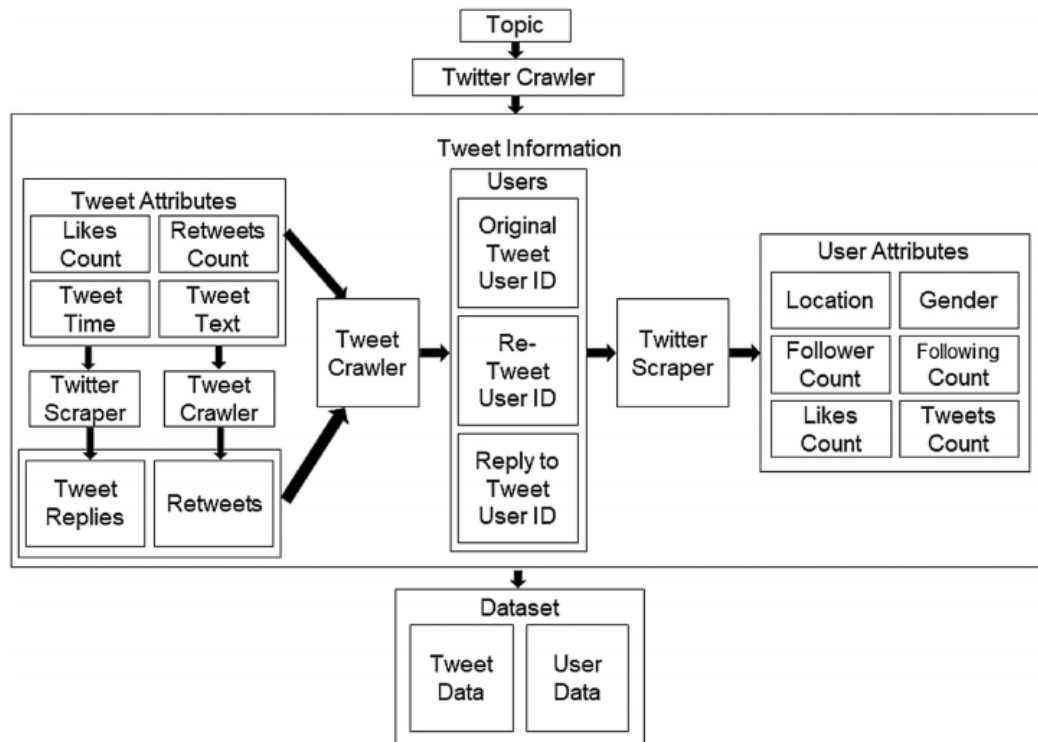 Topic
Twitter Crawler
Tweet Information
Tweet Attributes
Likes
Count
Retweets
Count
Tweet
Time
Tweet
Text
Twitter
Scraper
Tweet
Crawler
Tweet
Replies
Retweets
Tweet
Crawler
Users
Original
Tweet
User ID
Re-
Tweet
User ID
Reply to
Tweet
User ID
Twitter
Scraper
User Attributes
Location
Gender
Follower
Count
Following
Count
Likes
Count
Tweets
Count
Dataset
Tweet
Data
User
Data